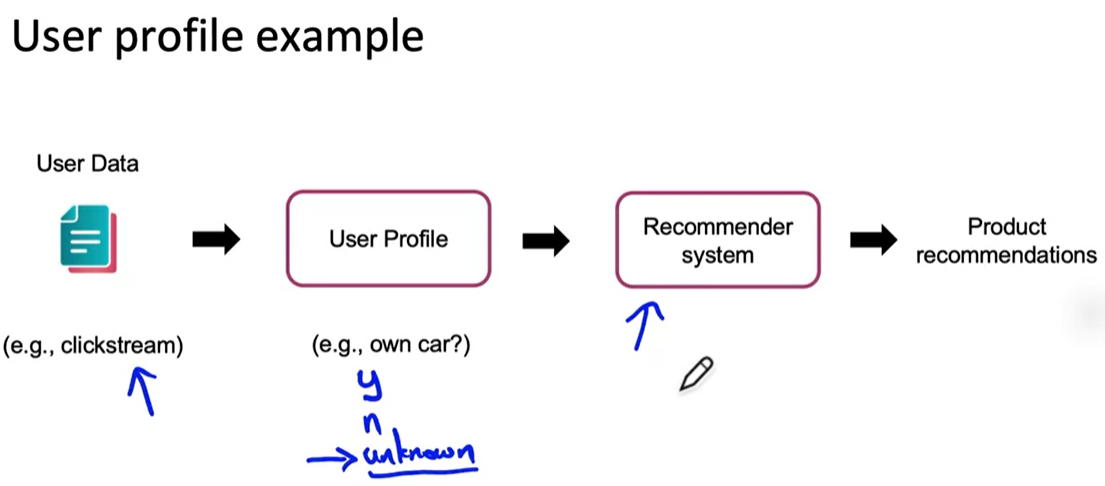 User profile example
User Data
User Profile
Recommender
system
Product
recommendations
(e.g., clickstream)
(e.g., own car?)
y
n
unknown